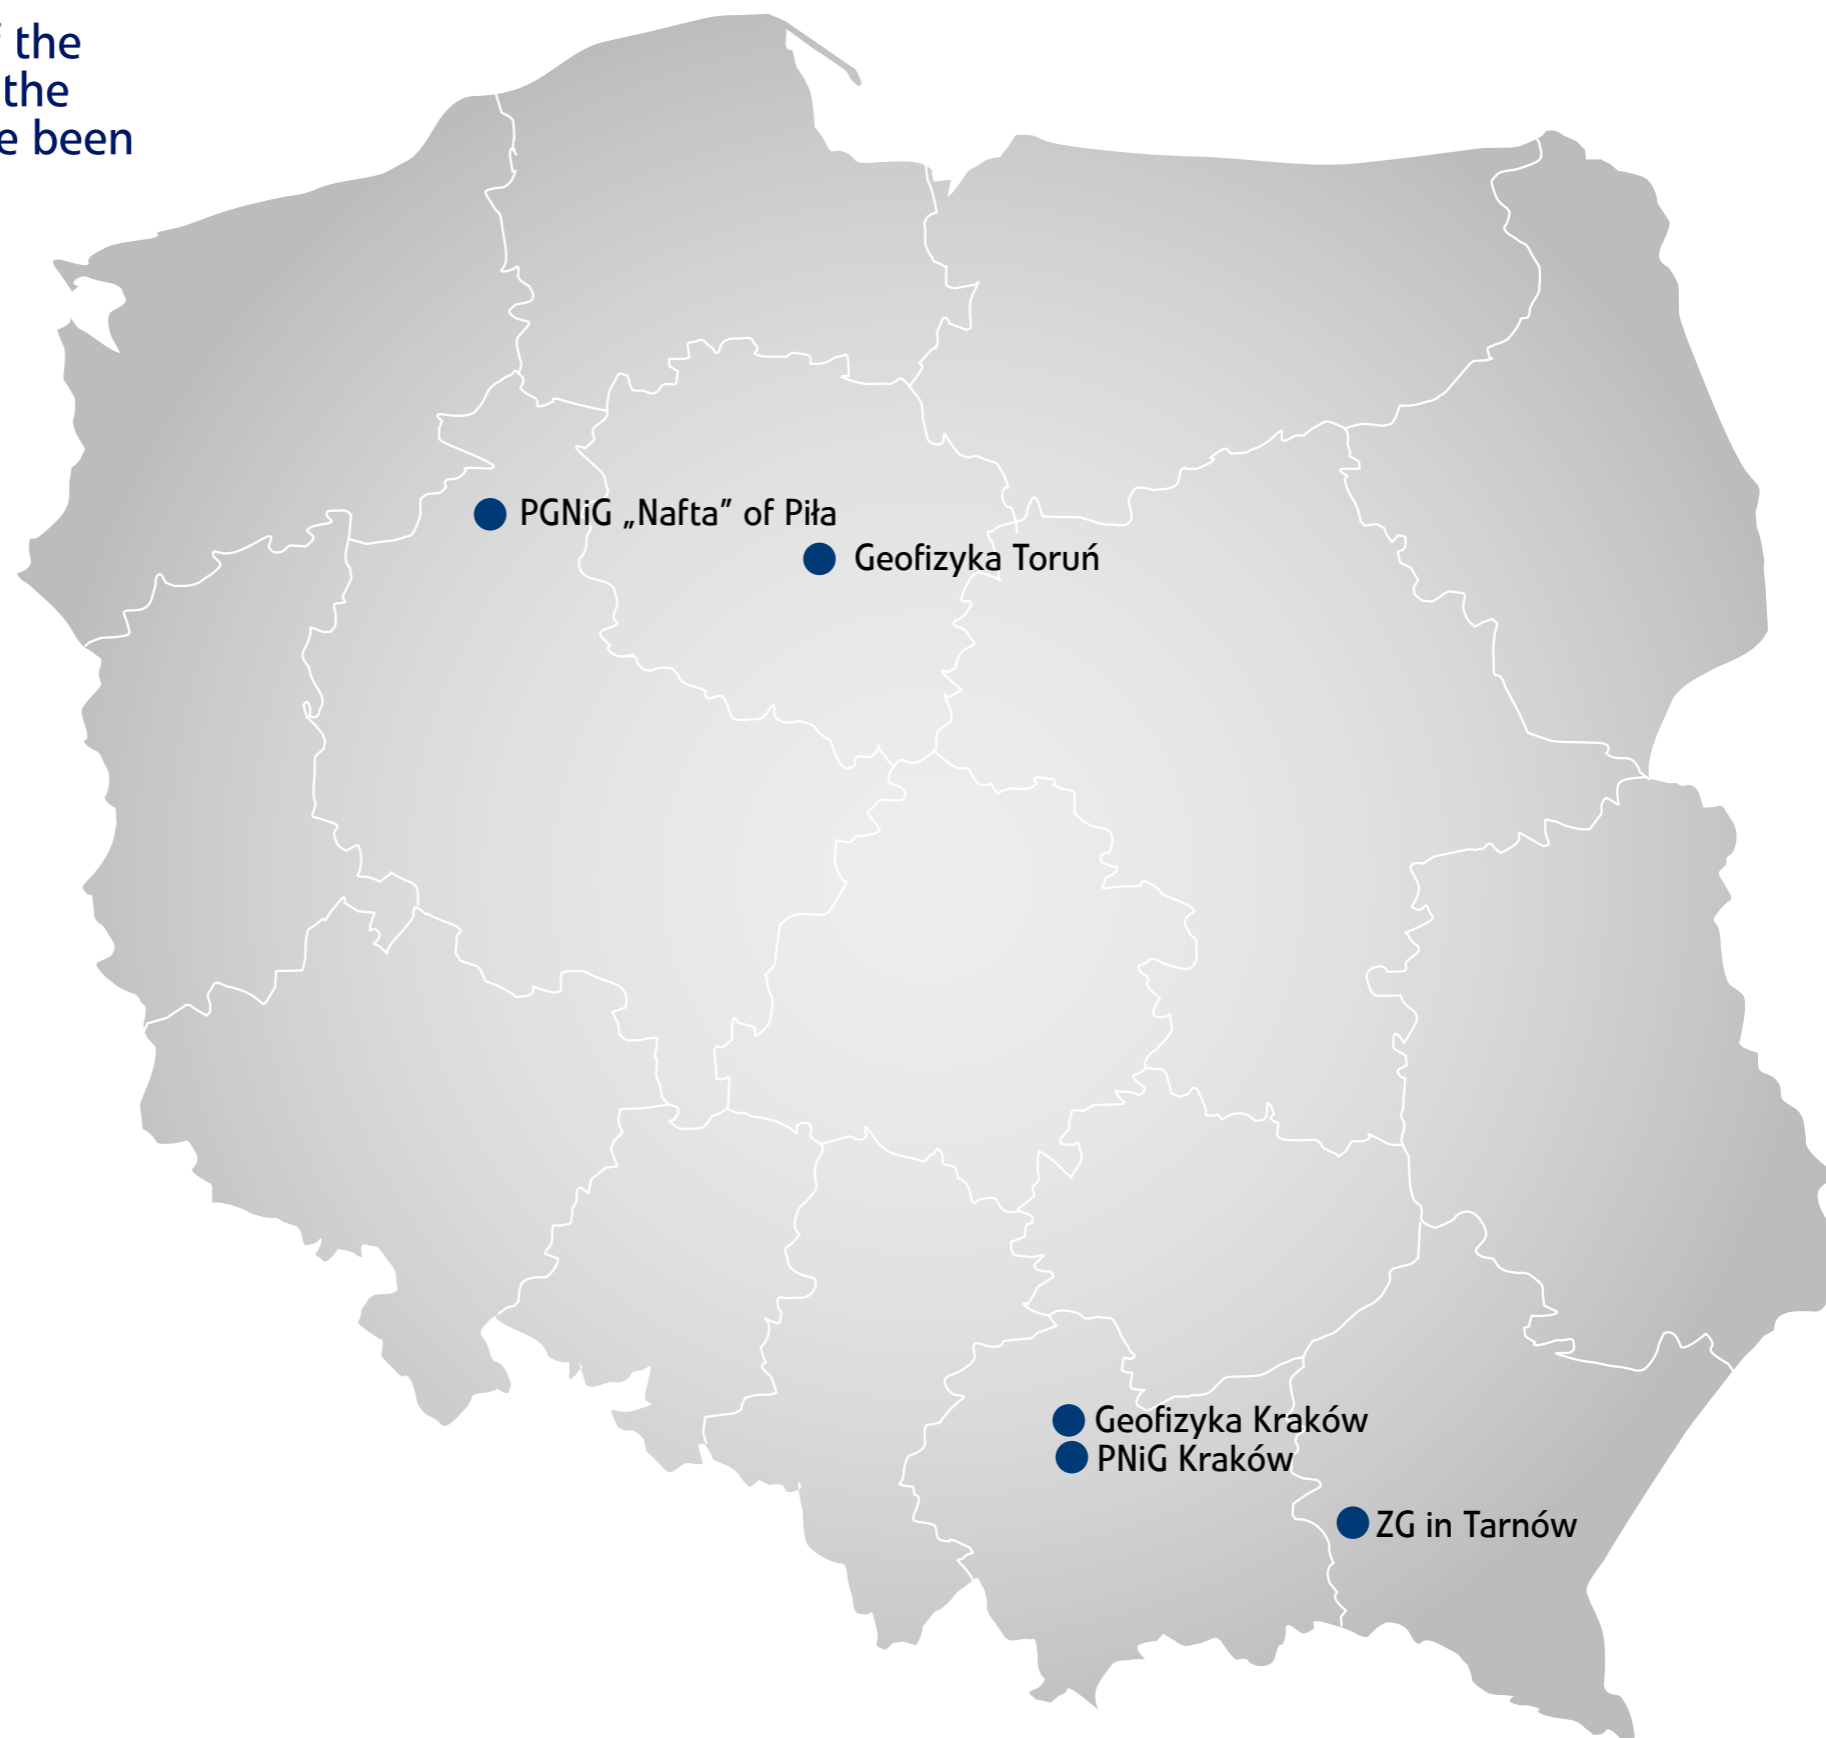 the
the
been
PGNiG „Nafta” of Piła
Geofizyka Toruń
Geofizyka Kraków
PNiG Kraków
ZG in Tarnów